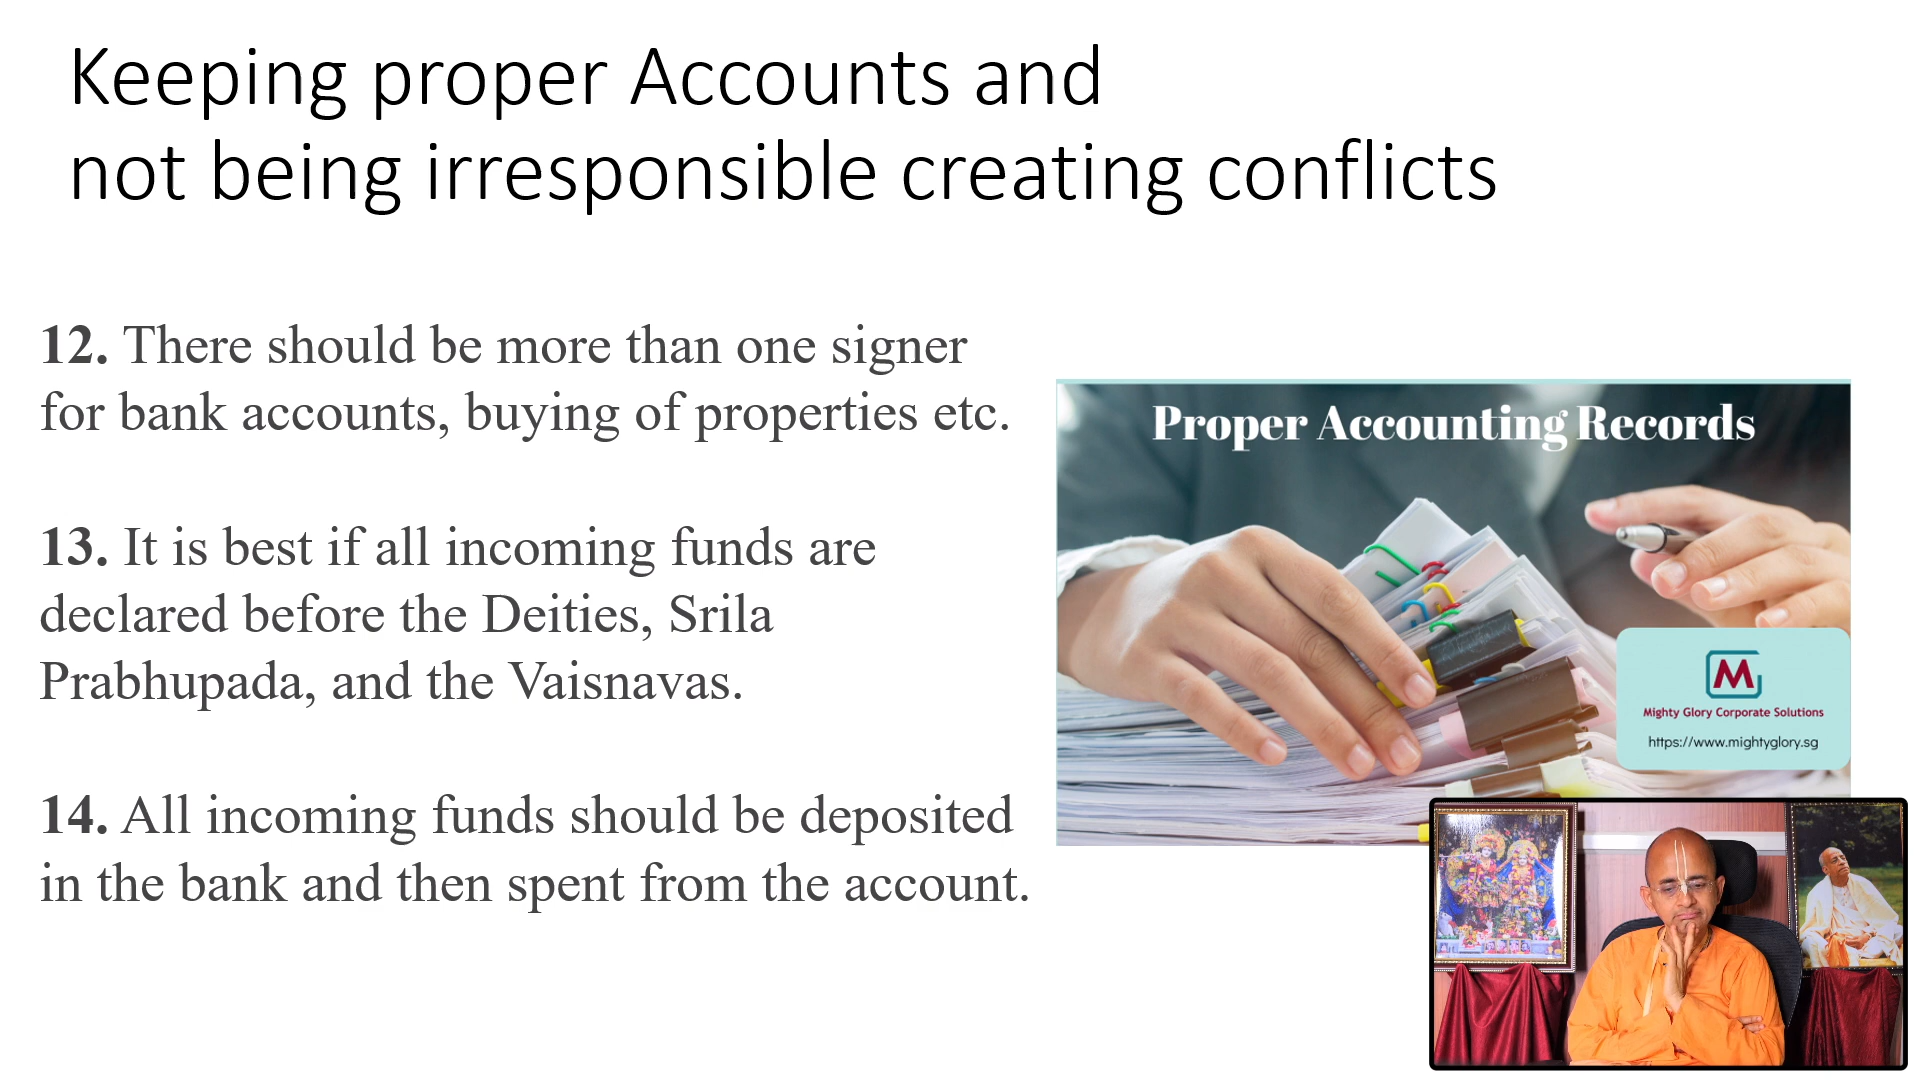 Keeping proper Accounts and
not being irresponsible creating conflicts
12. There should be more than one signer
for bank accounts, buying of properties etc.
13. It is best if all incoming funds are
declared before the Deities, Srila
Prabhupada, and the Vaisnavas.
14. All incoming funds should be deposited
in the bank and then spent from the account.
Proper Accounting Records
M
Mighty Glory Corporate Solutions
https://www.mightyglory.sg